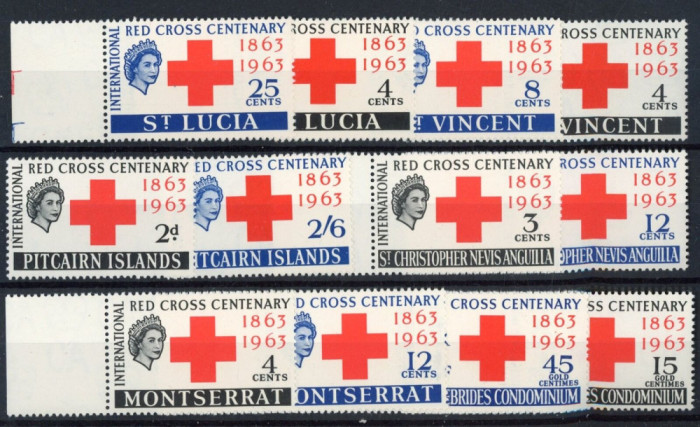 INTERNATIONAL
RED CROSS CENTENARY
1863
1963
25
CENTS
ST LUCIA
CROSS CENTENARY
1863
1963
4
CENTS
LUCIA
CROSS CENTENARY
1863
1963
8
CENTS
VINCENT
CROSS CENTENARY
1863
1963
4
CENTS
VINCENT
INTERNATIONAL
RED CROSS CENTENARY
1863
1963
2d
PITCAIRN ISLANDS
ED CROSS CENTENARY
1863
1963
2/6
TCAIRN ISLANDS
INTERNATIONAL
RED CROSS CENTENARY
1863
1963
3
CENTS
ST CHRISTOPHER NEVIS ANGUILLA
CROSS CENTENARY
1863
1963
12
CENTS
OPHER NEVIS ANGUILLA
INTERNATIONAL
RED CROSS CENTENARY
1863
1963
4
CENTS
MONTSERRAT
D CROSS CENTENARY
1863
1963
12
CENTS
ONTSERRAT
CROSS CENTENARY
1863
1963
45
GOLD
CENTIMES
EBRIDES CONDOMINIUM
CENTENARY
1863
1963
15
GOLD
CENTIMES
ES CONDOMINIUM